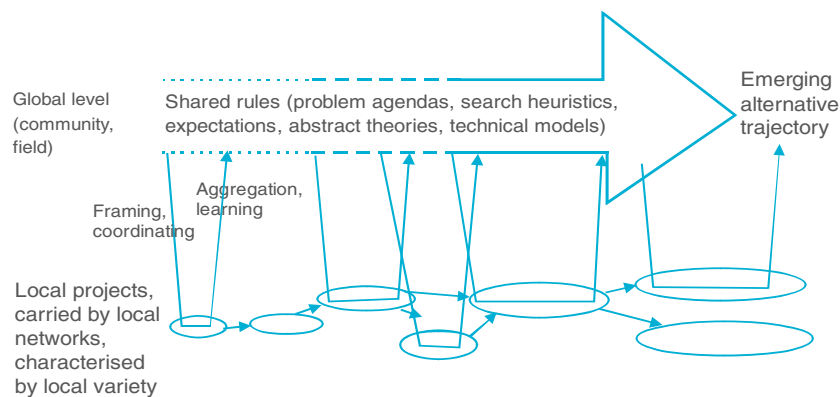 Global level
(community,
field)
Shared rules (problem agendas, search heuristics,
expectations, abstract theories, technical models)
Emerging
alternative
trajectory
Framing,
coordinating
Aggregation,
learning
Local projects,
carried by local
networks,
characterised
by local variety